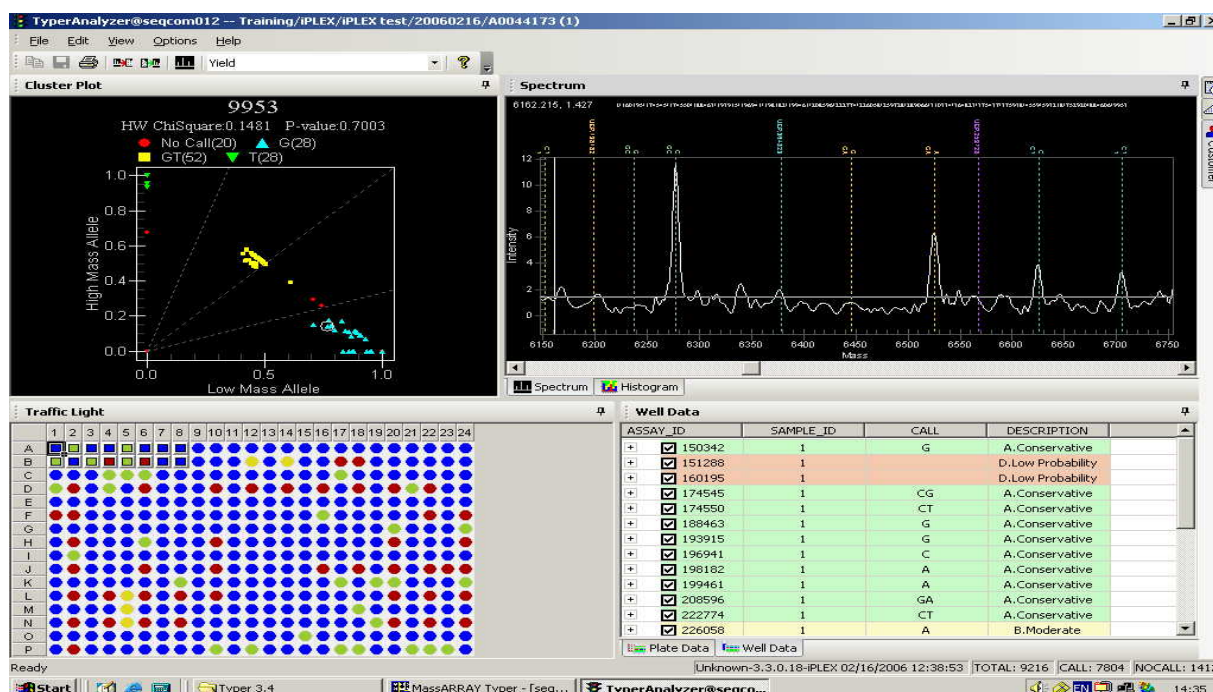 TyperAnalyzer@seqcom012 -- Training/iPLEX/iPLEX test/20060216/A0044173 (1)
File Edit View Options Help
Yield
Cluster Plot
9953
HW ChiSquare:0.1481 P-value:0.7003
No Call(20) G(28)
GT(52) T(28)
High Mass Allele
1.0
0.8
0.6
0.4
0.2
0.0
0.0 0.5 1.0
Low Mass Allele
Spectrum
6162.215, 1.427
Intensity
12
10
8
6
4
2
0
6150 6200 6250 6300 6350 6400 6450 6500 6550 6600 6650 6700 6750
Mass
Spectrum Histogram
Customer
Traffic Light
1 2 3 4 5 6 7 8 9 10 11 12 13 14 15 16 17 18 19 20 21 22 23 24
A
B
C
D
E
F
G
H
I
J
K
L
M
N
O
P
Well Data
ASSAY_ID SAMPLE_ID CALL DESCRIPTION
150342 1 G A.Conservative
151288 1 D.Low Probability
160195 1 D.Low Probability
174545 1 CG A.Conservative
174550 1 CT A.Conservative
188463 1 G A.Conservative
193915 1 G A.Conservative
196941 1 C A.Conservative
198182 1 A A.Conservative
199461 1 A A.Conservative
208596 1 GA A.Conservative
222774 1 CT A.Conservative
226058 1 A B.Moderate
Plate Data Well Data
Ready
Unknown-3.3.0.18-iPLEX 02/16/2006 12:38:53 TOTAL: 9216 CALL: 7804 NOCALL: 1412
Start Typer 3.4 MassARRAY Typer - [seq... TyperAnalyzer@seqco... EN 14:35